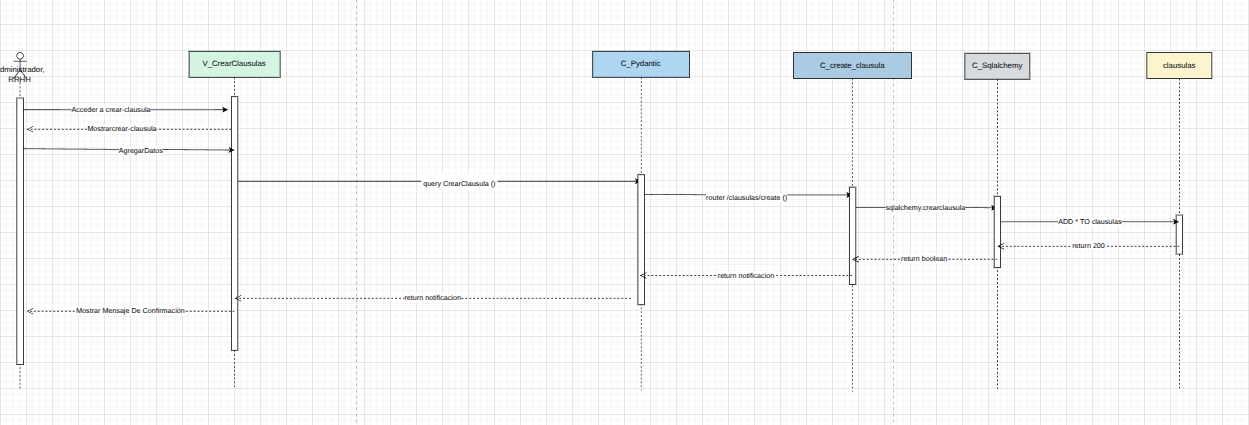 dministrador,
RRHH
V_CrearClausulas
C_Pydantic
C_create_clausula
C_Sqlalchemy
clausulas
Acceder a crear-clausula
Mostrarcrear-clausula
AgregarDatos
query CrearClausula ()
router /clausulas/create ()
sqlalchemy.crearclausula
ADD * TO clausulas
return 200
return boolean
return notificacion
return notificacion
Mostrar Mensaje De Confirmación